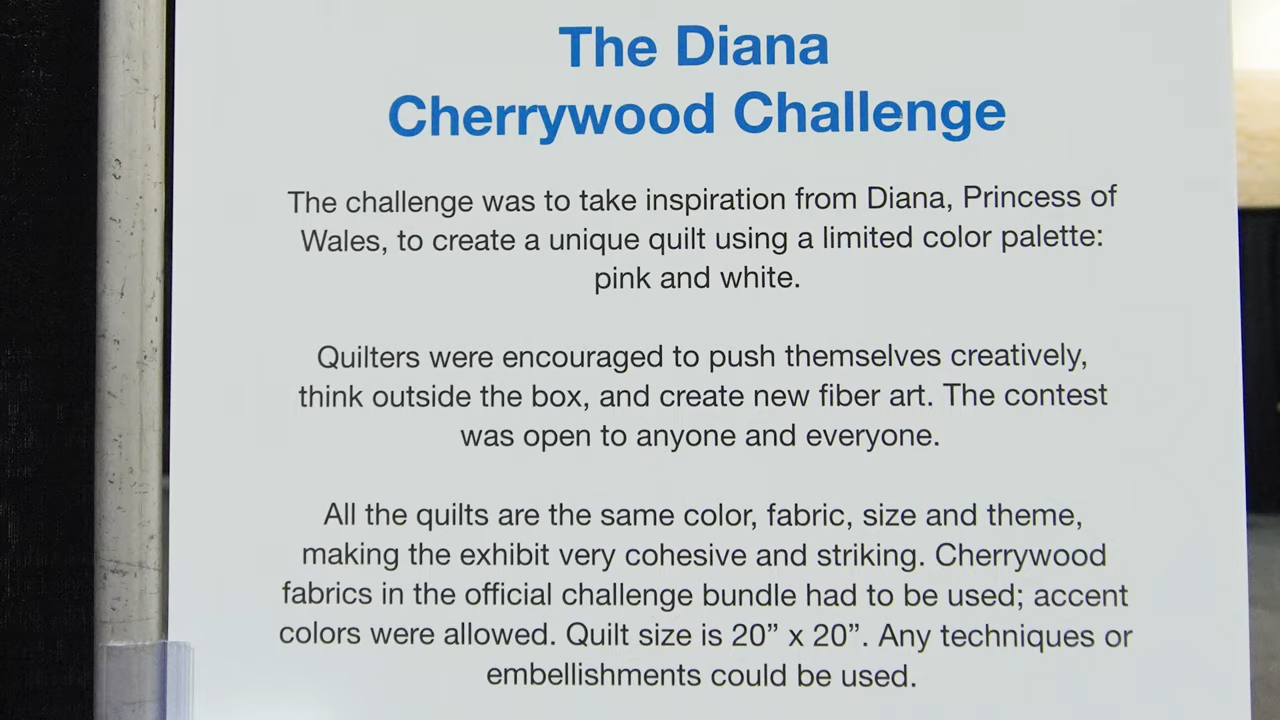 The Diana
Cherrywood Challenge
The challenge was to take inspiration from Diana, Princess of
Wales, to create a unique quilt using a limited color palette:
pink and white.
Quilters were encouraged to push themselves creatively,
think outside the box, and create new fiber art. The contest
was open to anyone and everyone.
All the quilts are the same color, fabric, size and theme,
making the exhibit very cohesive and striking. Cherrywood
fabrics in the official challenge bundle had to be used; accent
colors were allowed. Quilt size is 20” x 20”. Any techniques or
embellishments could be used.